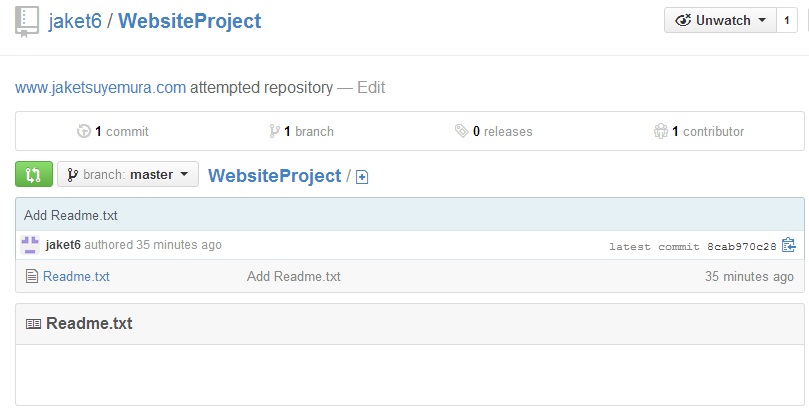 jaket6 / WebsiteProject
Unwatch 1
www.jaketsuyemura.com attempted repository — Edit
1 commit 1 branch 0 releases 1 contributor
branch: master WebsiteProject /
Add Readme.txt
jaket6 authored 35 minutes ago latest commit 8cab970c28
Readme.txt Add Readme.txt 35 minutes ago
Readme.txt